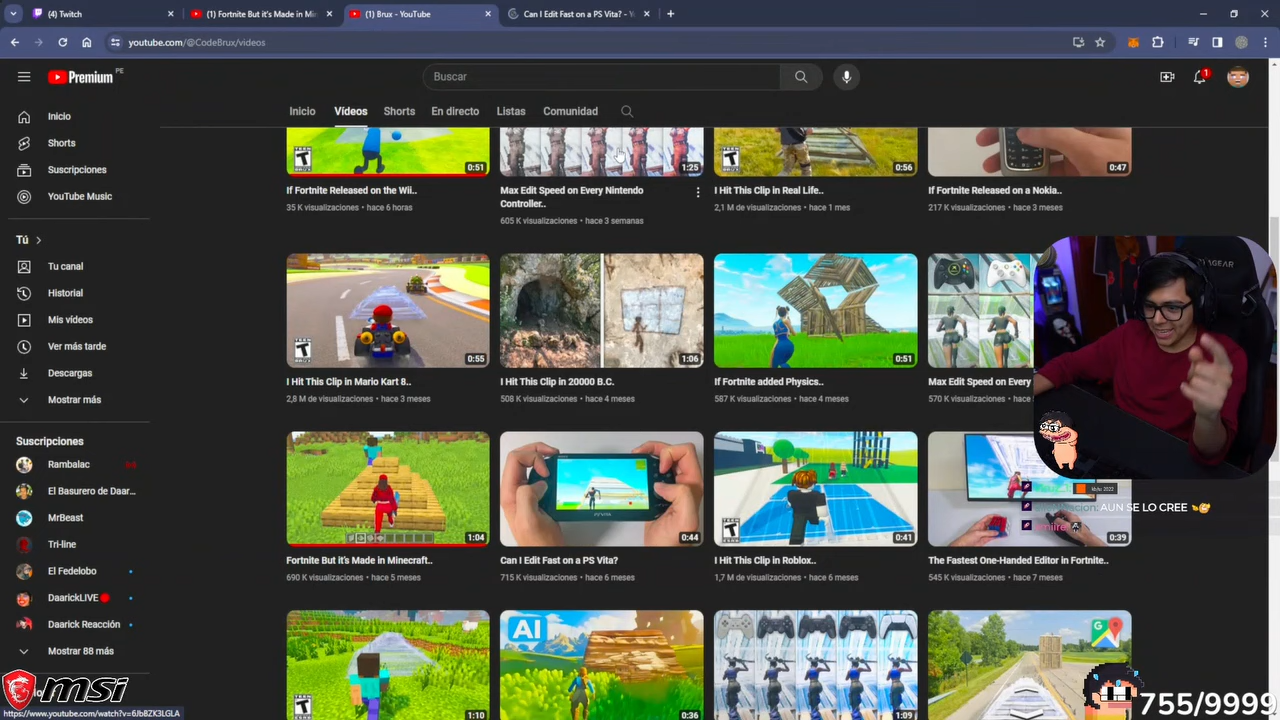 (4) Twitch
(1) Fortnite But it's Made in Min
(1) Brux - YouTube
Can I Edit Fast on a PS Vita? - Y
youtube.com/@CodeBrux/videos
Premium PE
Buscar
1
Inicio
Vídeos
Shorts
En directo
Listas
Comunidad
Inicio
Shorts
Suscripciones
YouTube Music
Tú
Tu canal
Historial
Mis vídeos
Ver más tarde
Descargas
Mostrar más
Suscripciones
Rambalac
El Basurero de Daar...
MrBeast
Tri-line
El Fedelobo
DaarickLIVE
Daarick Reacción
Mostrar 88 más
0:51
1:25
0:56
0:47
If Fortnite Released on the Wii..
35 K visualizaciones • hace 6 horas
Max Edit Speed on Every Nintendo
Controller..
605 K visualizaciones • hace 3 semanas
I Hit This Clip in Real Life..
2,1 M de visualizaciones • hace 1 mes
If Fortnite Released on a Nokia..
217 K visualizaciones • hace 3 meses
0:55
1:06
0:51
I Hit This Clip in Mario Kart 8..
2,8 M de visualizaciones • hace 3 meses
I Hit This Clip in 20000 B.C.
508 K visualizaciones • hace 4 meses
If Fortnite added Physics..
587 K visualizaciones • hace 4 meses
Max Edit Speed on Every
570 K visualizaciones • hace
1:04
0:44
0:41
0:39
Fortnite But it's Made in Minecraft..
690 K visualizaciones • hace 5 meses
Can I Edit Fast on a PS Vita?
715 K visualizaciones • hace 6 meses
I Hit This Clip in Roblox..
1,7 M de visualizaciones • hace 6 meses
The Fastest One-Handed Editor in Fortnite..
545 K visualizaciones • hace 7 meses
AUN SE LO CREE
AI
1:10
0:36
1:09
msi
755/9999
https://www.youtube.com/watch?v=6JbBZK3LGLA